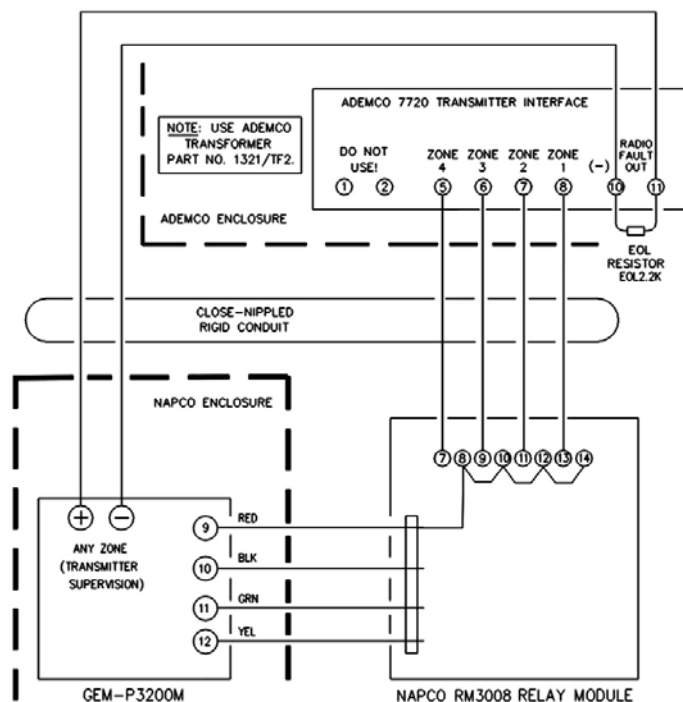 ADEMCO 7720 TRANSMITTER INTERFACE
NOTE: USE ADEMCO
TRANSFORMER
PART NO. 1321/TF2.
DO NOT
USE!
ZONE
4
ZONE
3
ZONE
2
ZONE
1
(-)
RADIO
FAULT
OUT
1 2 5 6 7 8 10 11
ADEMCO ENCLOSURE
EOL
RESISTOR
EOL2.2K
CLOSE-NIPPLED
RIGID CONDUIT
NAPCO ENCLOSURE
7 8 9 10 11 12 13 14
+ −
ANY ZONE
(TRANSMITTER
SUPERVISION)
9 RED
10 BLK
11 GRN
12 YEL
GEM-P3200M
NAPCO RM3008 RELAY MODULE